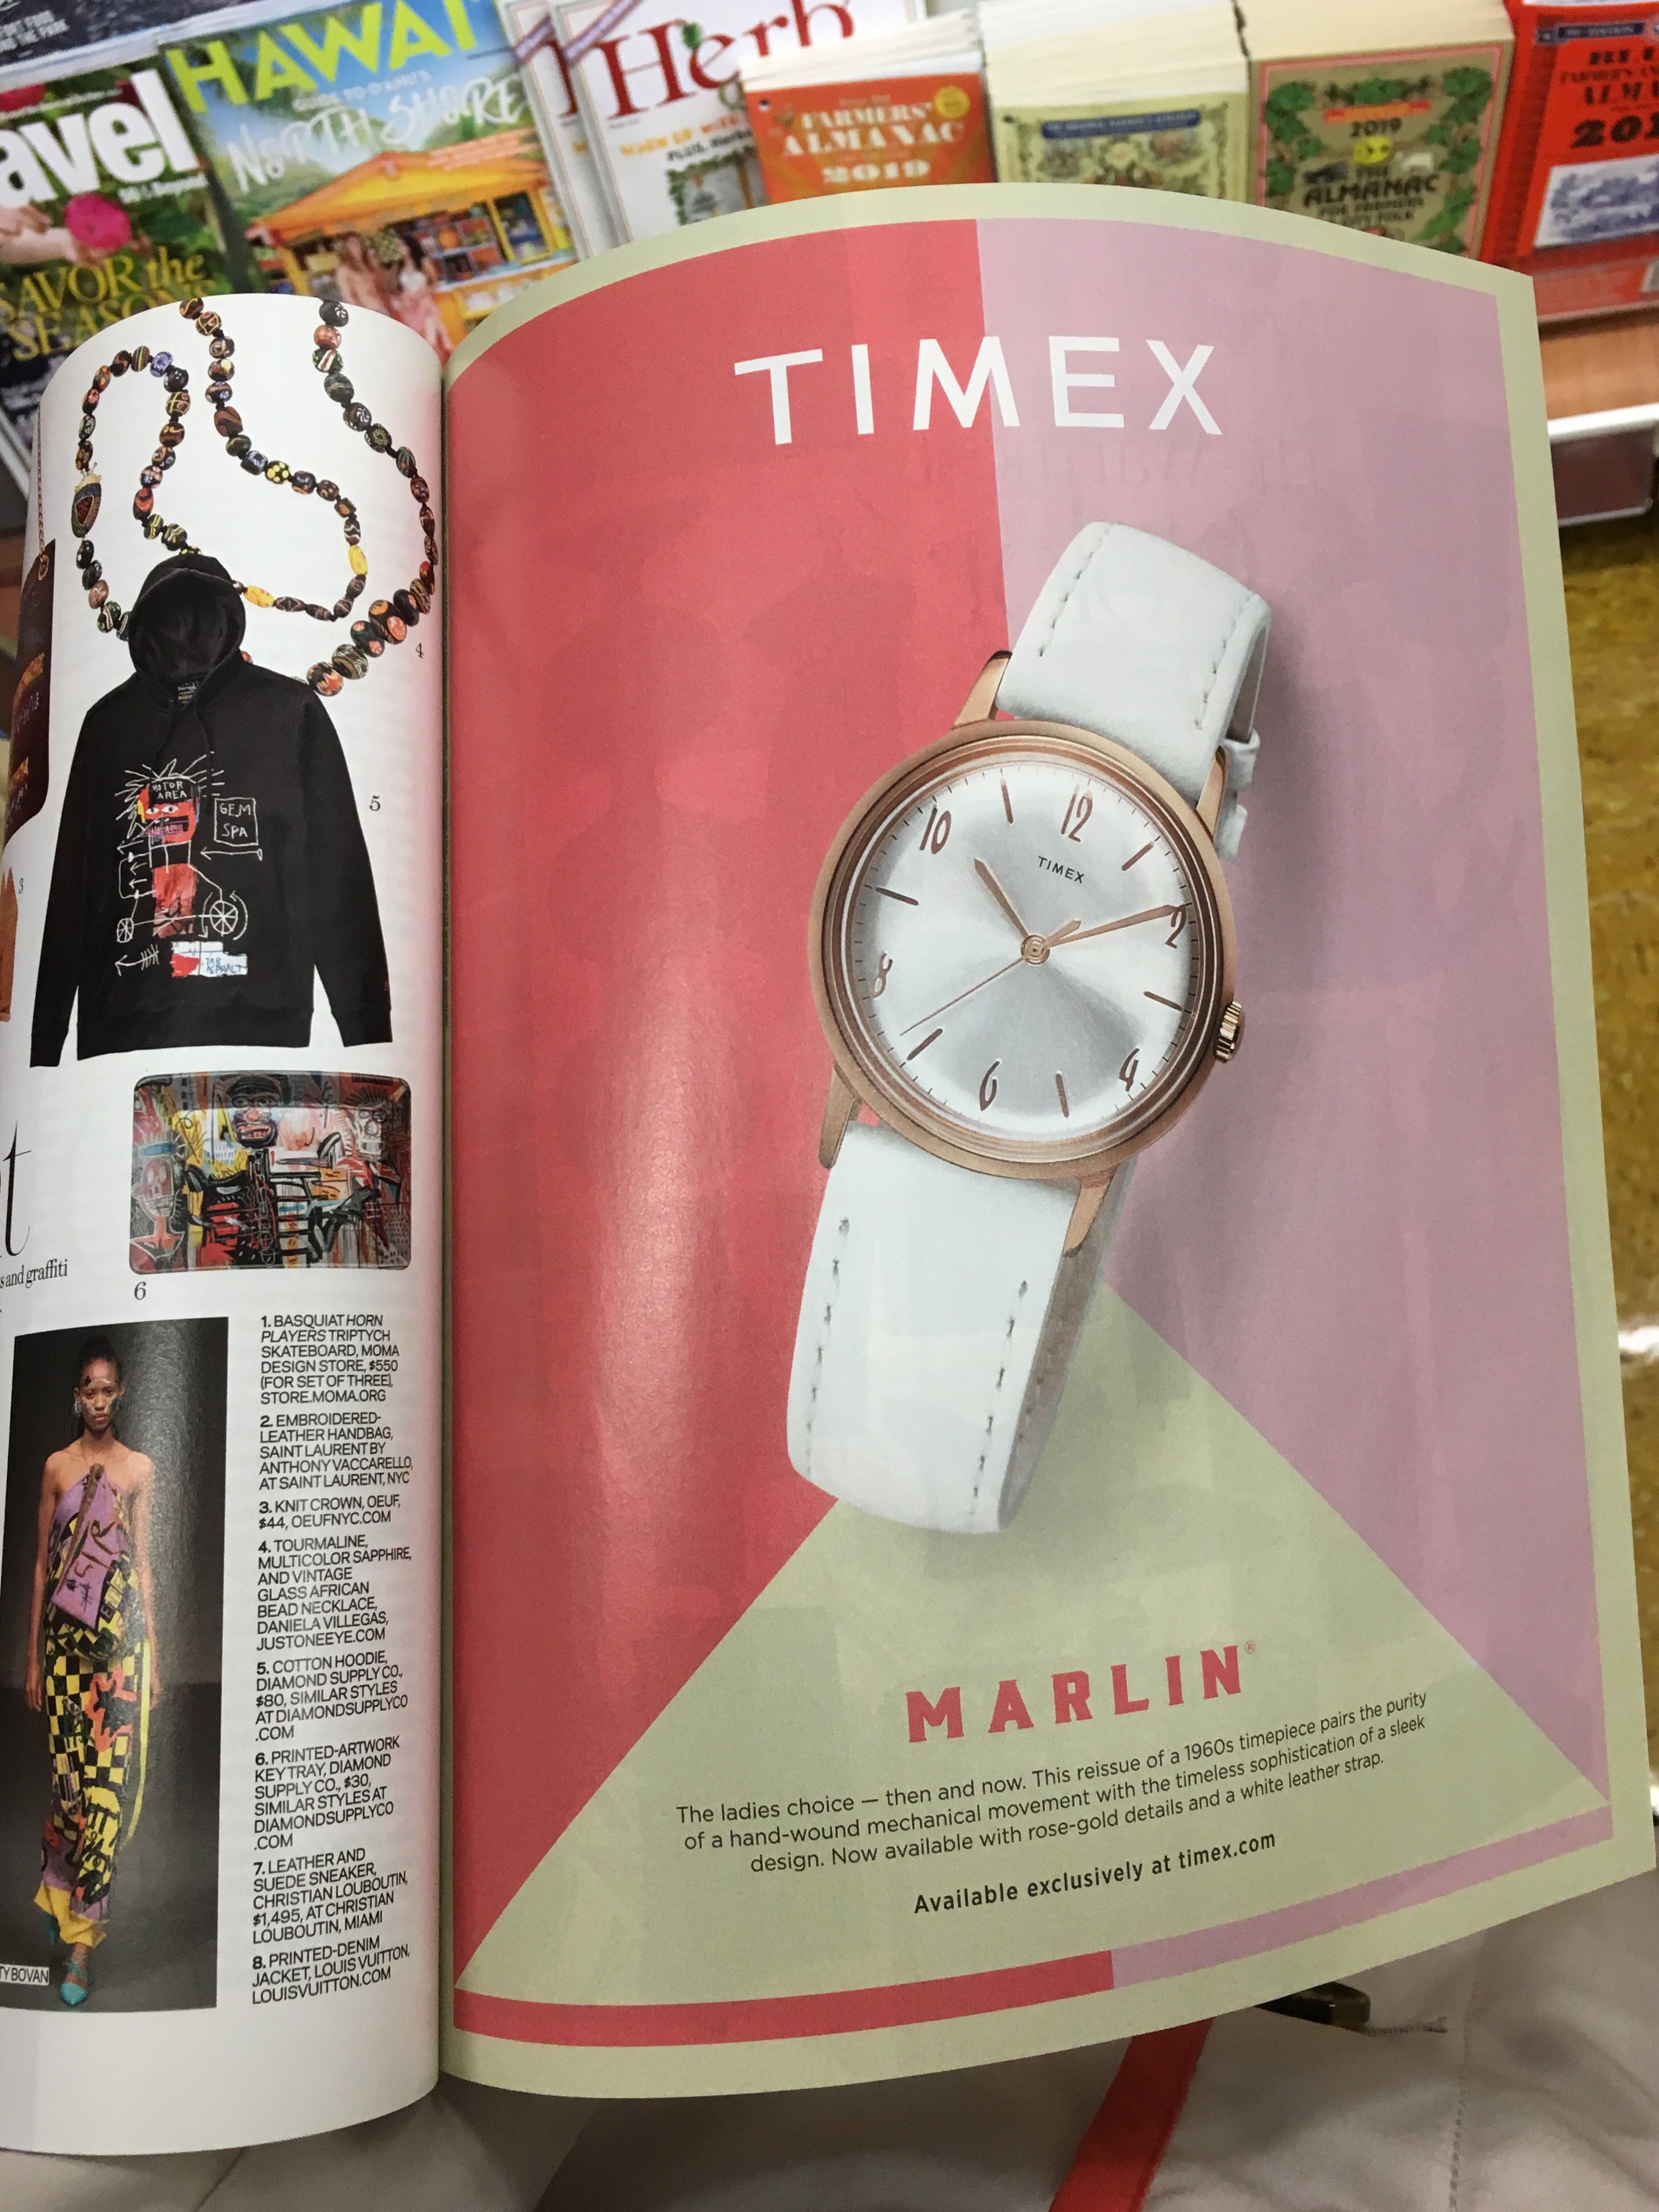 avel
SAVOR the
SEASONS
HAWAI
GUIDE TO O'AHU'S
NORTH SHORE
Herb
PLUS,
FARMERS'
ALMANAC
2019
2019
THE
ALMANAC
FOR FARMERS
4
5
3
MOTOR
AREA
GEM
SPA
6
t
s and graffiti
TY BOVAN
1. BASQUIAT HORN
PLAYERS TRIPTYCH
SKATEBOARD, MOMA
DESIGN STORE, $550
(FOR SET OF THREE),
STORE.MOMA.ORG
2. EMBROIDERED-
LEATHER HANDBAG,
SAINT LAURENT BY
ANTHONY VACCARELLO,
AT SAINT LAURENT, NYC
3. KNIT CROWN, OEUF,
$44, OEUFNYC.COM
4. TOURMALINE,
MULTICOLOR SAPPHIRE,
AND VINTAGE
GLASS AFRICAN
BEAD NECKLACE,
DANIELA VILLEGAS,
JUSTONEEYE.COM
5. COTTON HOODIE,
DIAMOND SUPPLY CO.,
$80, SIMILAR STYLES
AT DIAMONDSUPPLYCO
.COM
6. PRINTED-ARTWORK
KEY TRAY, DIAMOND
SUPPLY CO., $30,
SIMILAR STYLES AT
DIAMONDSUPPLYCO
.COM
7. LEATHER AND
SUEDE SNEAKER,
CHRISTIAN LOUBOUTIN,
$1,495, AT CHRISTIAN
LOUBOUTIN, MIAMI
8. PRINTED-DENIM
JACKET, LOUIS VUITTON,
LOUISVUITTON.COM
TIMEX
12
10
TIMEX
2
8
4
6
MARLIN®
The ladies choice — then and now. This reissue of a 1960s timepiece pairs the purity
of a hand-wound mechanical movement with the timeless sophistication of a sleek
design. Now available with rose-gold details and a white leather strap.
Available exclusively at timex.com